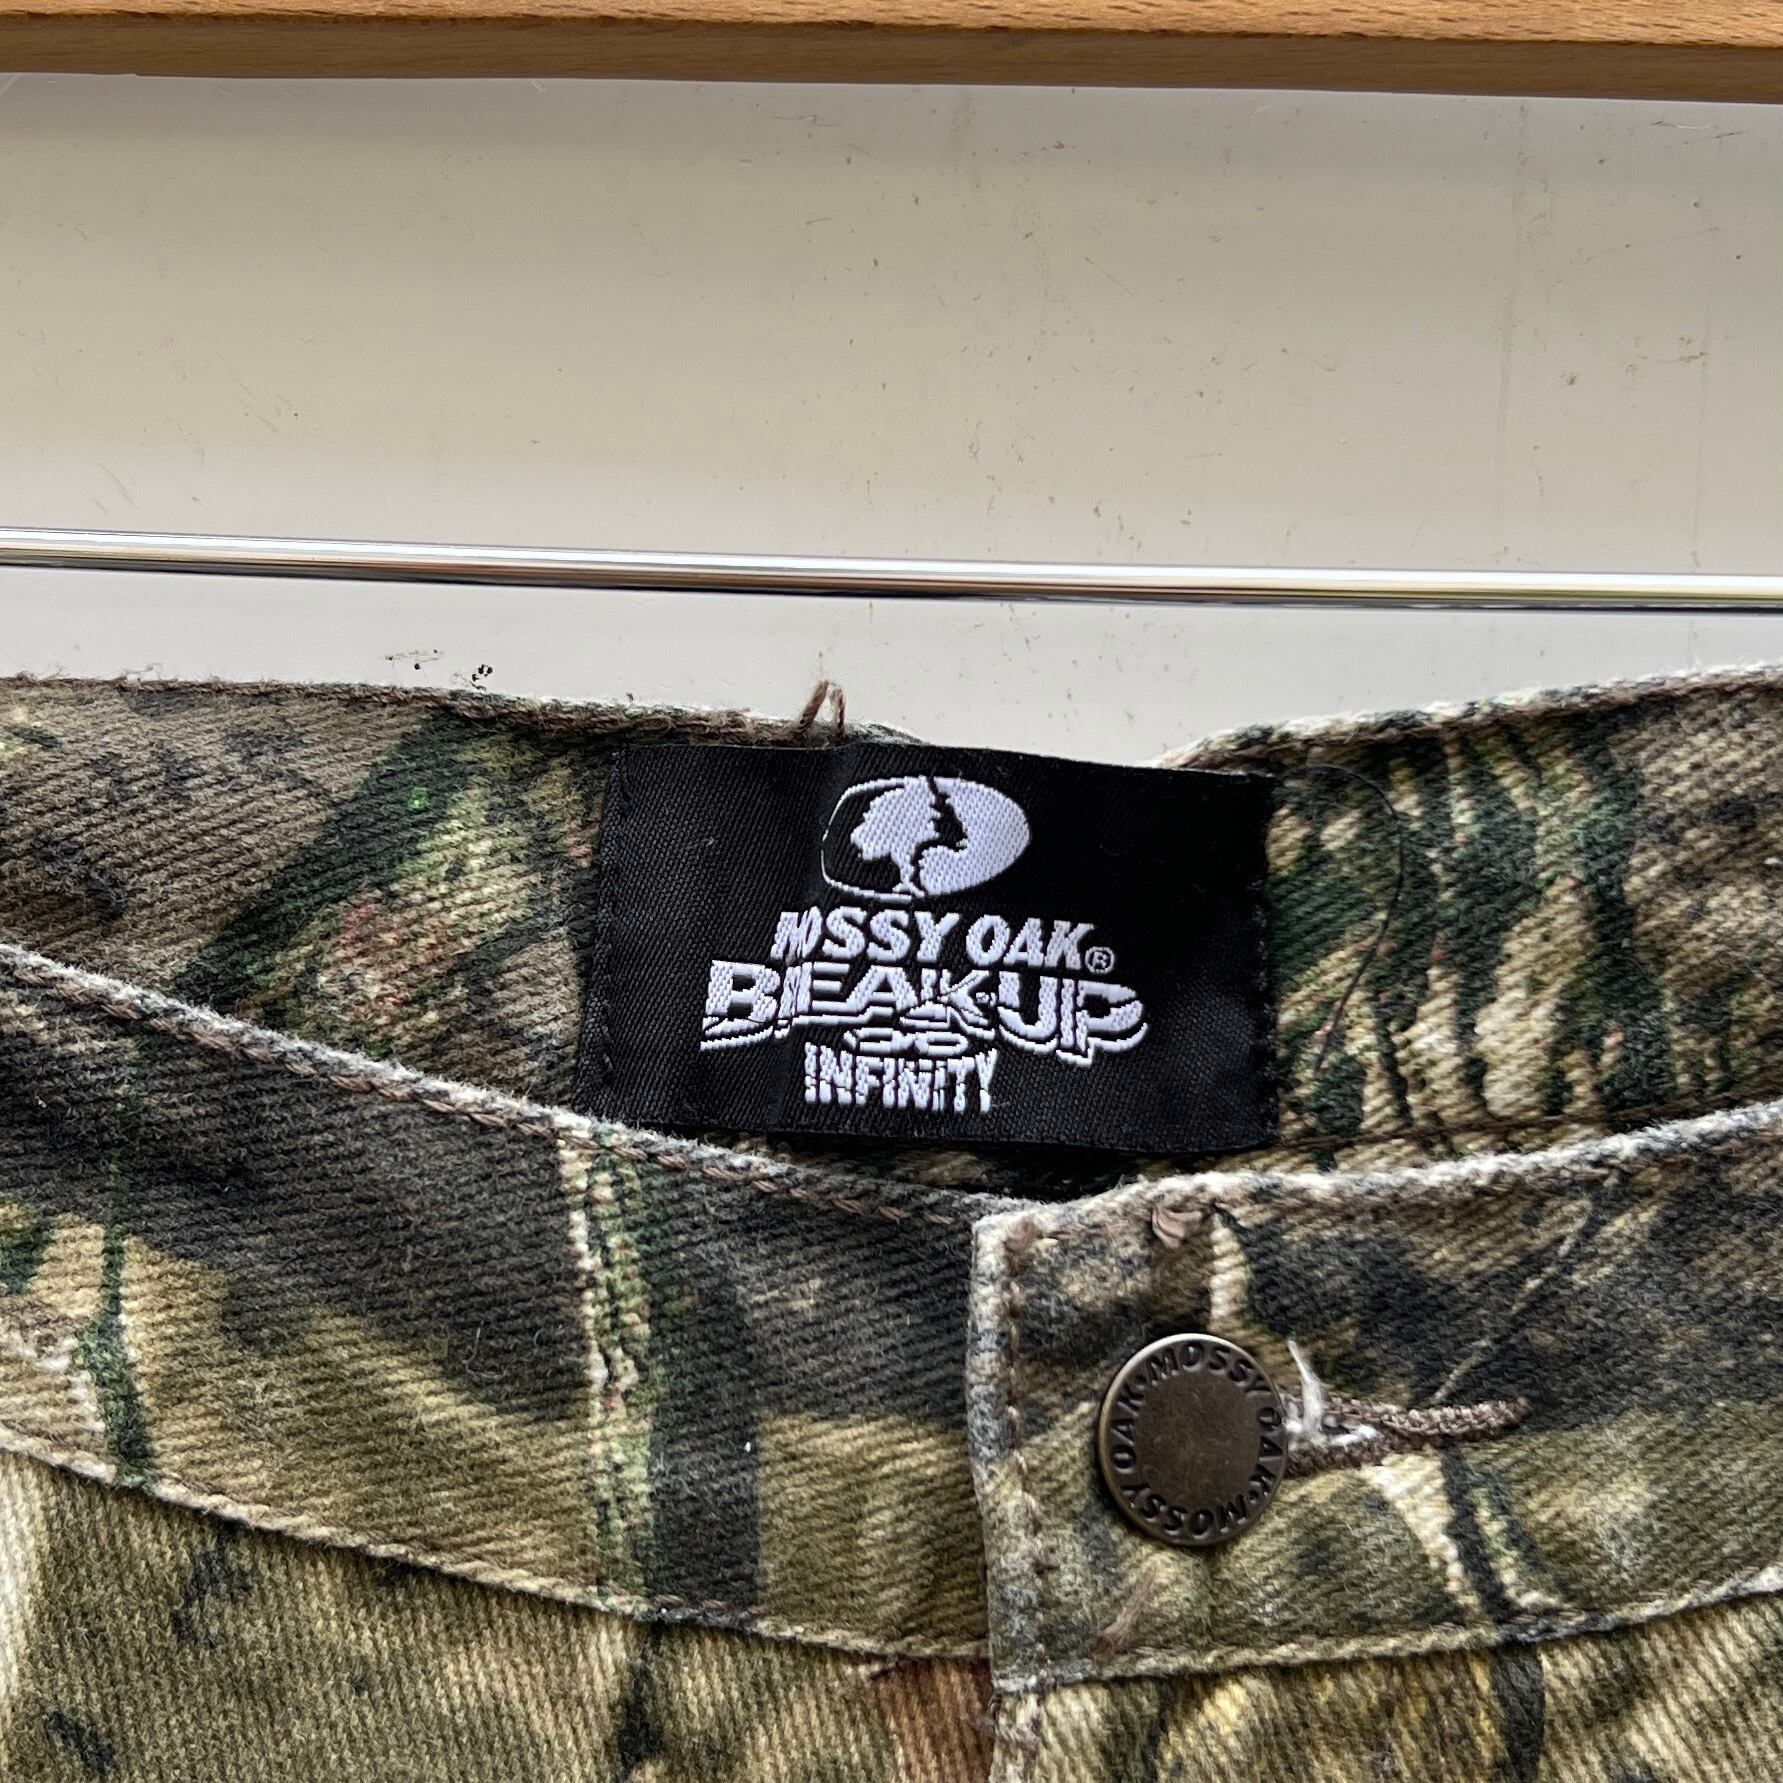 MOSSY OAK®
BREAK-UP
INFINITY
MOSSY OAK • MOSSY OAK •